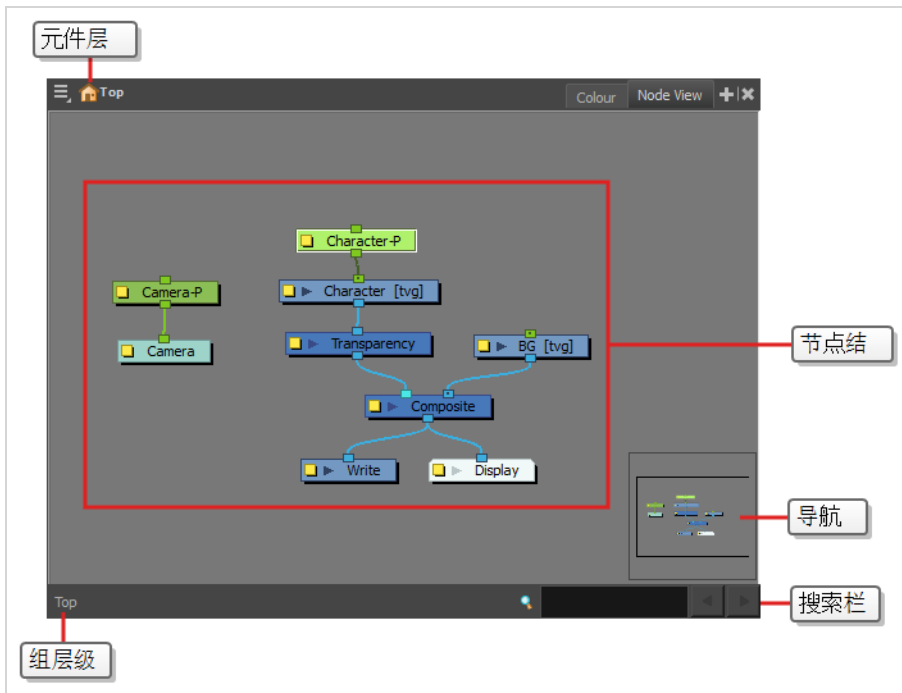 元件层
Top
Colour
Node View
Character-P
Camera-P
Character [tvg]
Camera
Transparency
BG [tvg]
节点结
Composite
Write
Display
导航
Top
搜索栏
组层级